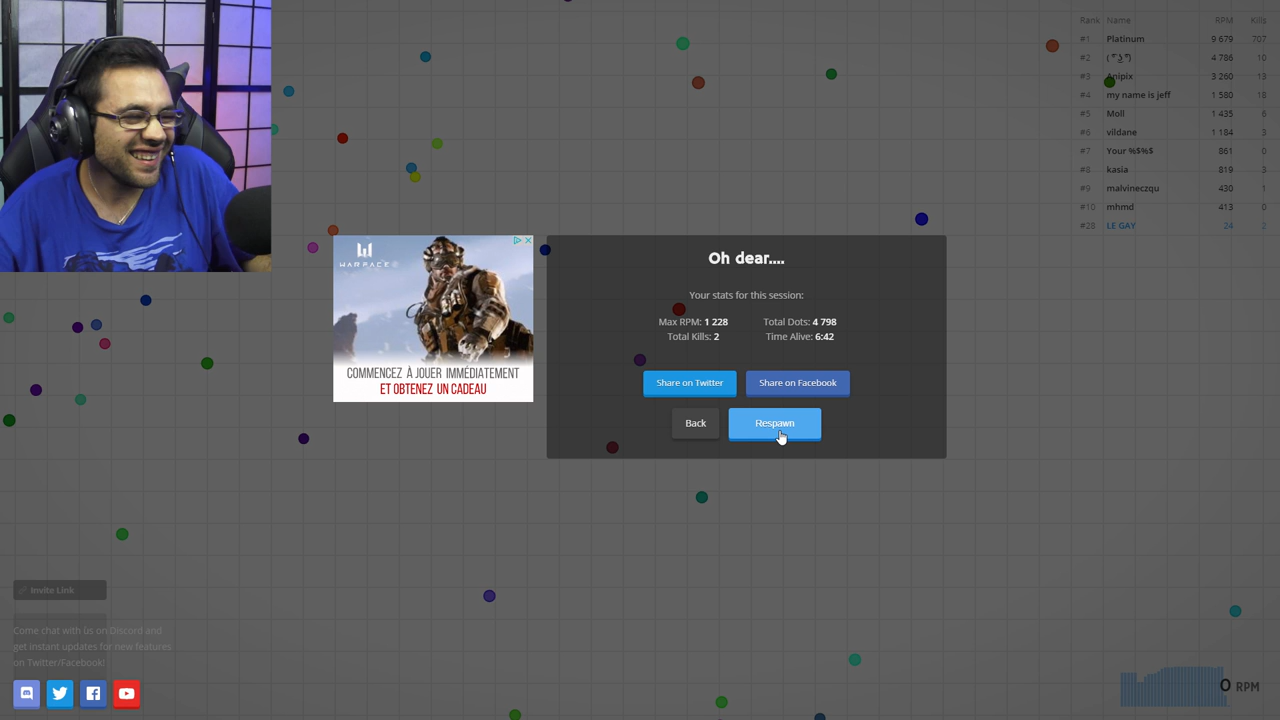 Rank Name RPM Kills
#1 Platinum 9 679 707
#2 ( ͡° ͜ʖ ͡°) 4 786 10
#3 Anipix 3 260 13
#4 my name is jeff 1 580 18
#5 Moll 1 435 6
#6 vildane 1 184 3
#7 Your %$%$ 861 0
#8 kasia 819 3
#9 malvineczqu 430 1
#10 mhmd 413 0
#28 LE GAY 24 2
WARFACE
COMMENCEZ À JOUER IMMÉDIATEMENT
ET OBTENEZ UN CADEAU
Oh dear....
Your stats for this session:
Max RPM: 1 228 Total Dots: 4 798
Total Kills: 2 Time Alive: 6:42
Share on Twitter Share on Facebook
Back Respawn
Invite Link
Come chat with us on Discord and
get instant updates for new features
on Twitter/Facebook!
0 RPM